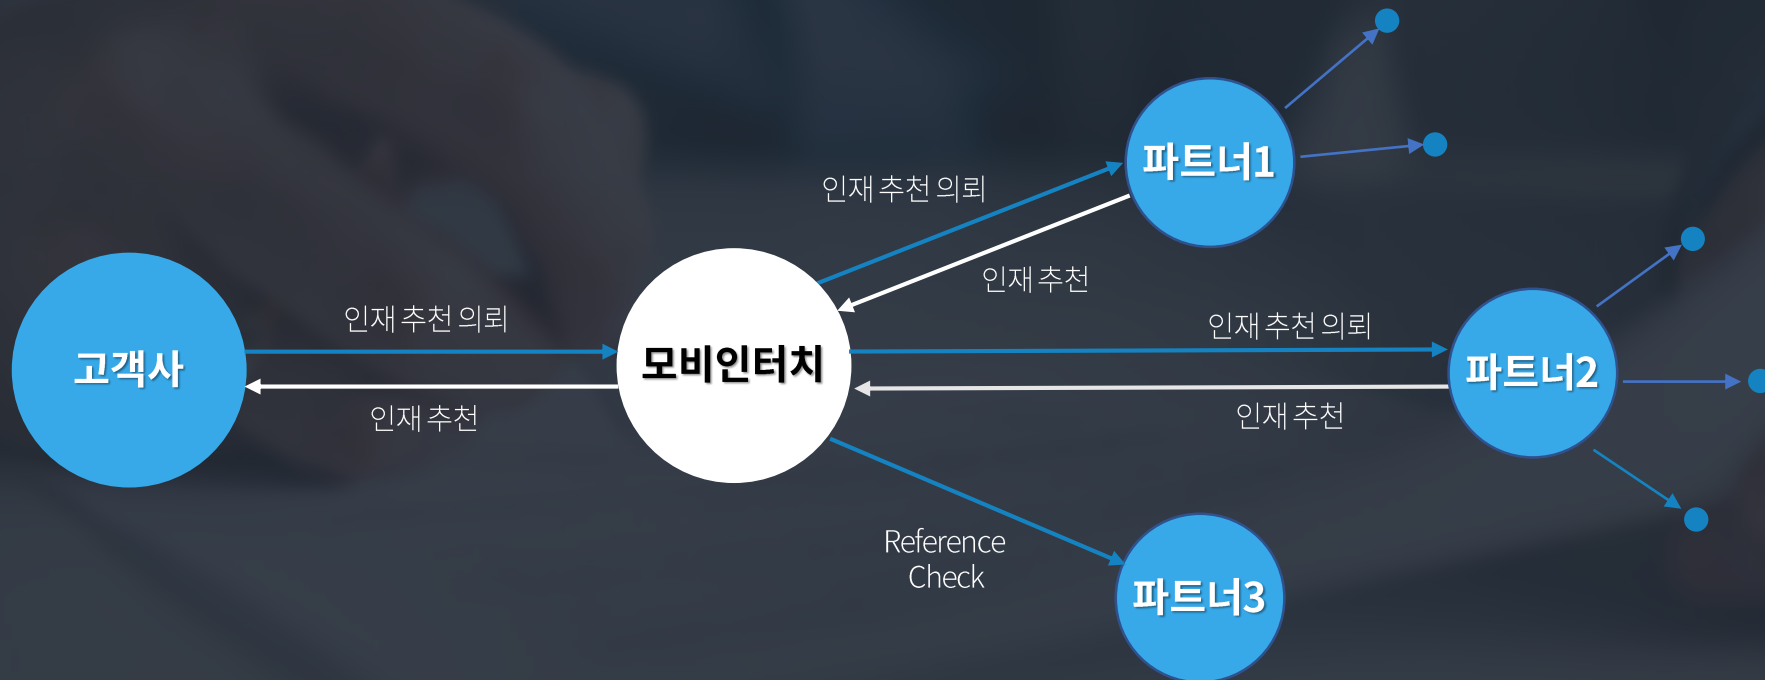 파트너1
인재 추천 의뢰
인재 추천
인재 추천 의뢰
인재 추천 의뢰
고객사
모비인터치
파트너2
인재 추천
인재 추천
Reference
Check
파트너3